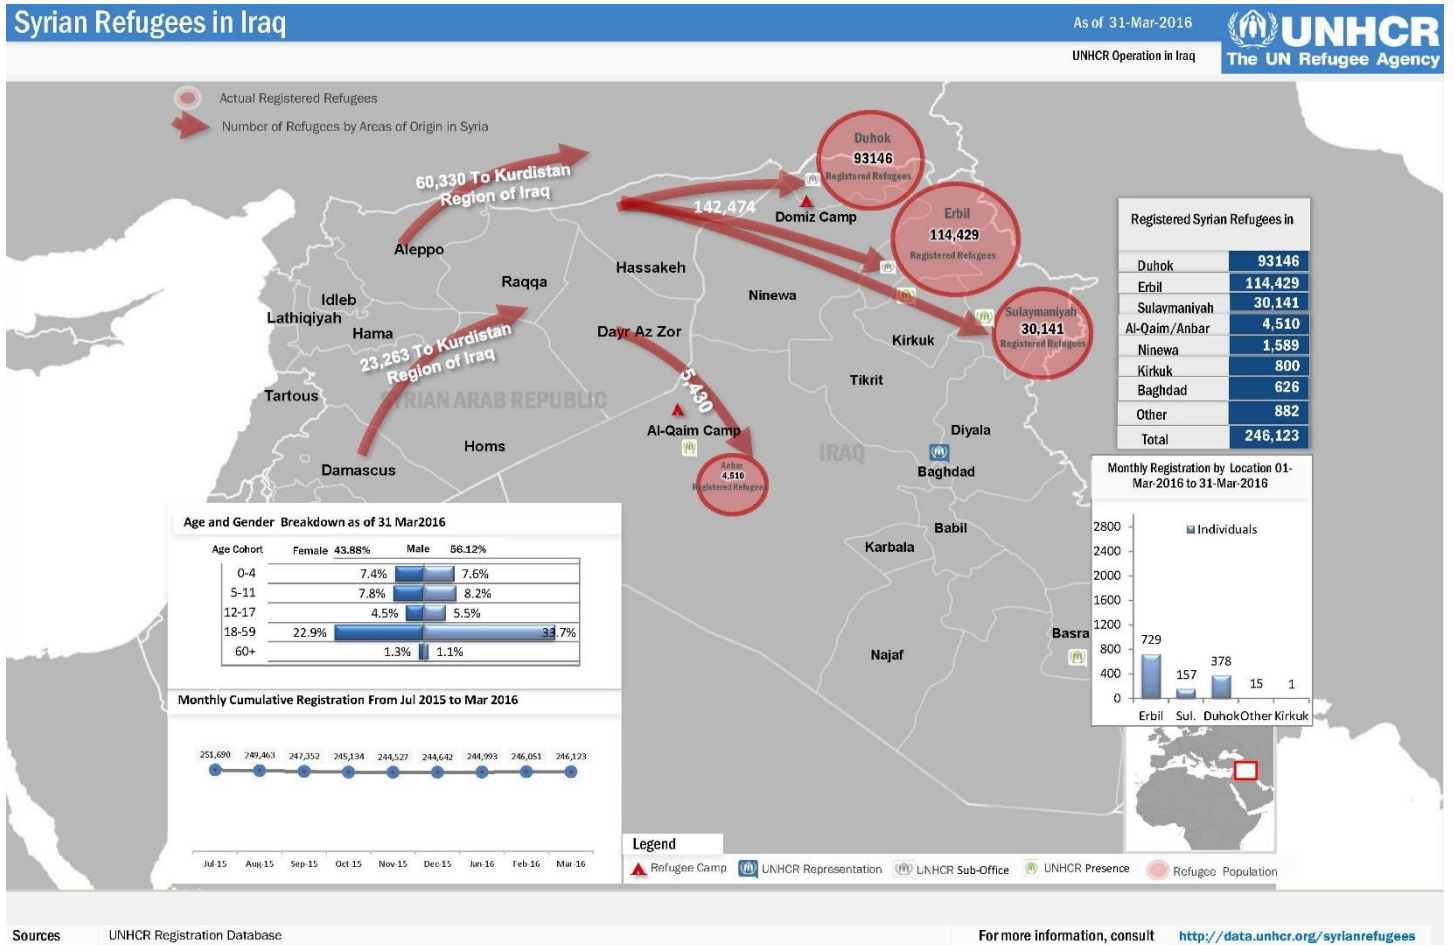 Syrian Refugees in Iraq
As of 31-Mar-2016
UNHCR Operation in Iraq
UNHCR
The UN Refugee Agency
Actual Registered Refugees
Number of Refugees by Areas of Origin in Syria
60,330 To Kurdistan
Region of Iraq
142,474
Duhok
93146
Registered Refugees
Domiz Camp
Erbil
114,429
Registered Refugees
Sulaymaniyah
30,141
Registered Refugees
Aleppo
Raqqa
Hassakeh
Ninewa
Idleb
Lathiqiyah
Hama
Dayr Az Zor
Kirkuk
23,263 To Kurdistan
Region of Iraq
Tikrit
Tartous
SYRIAN ARAB REPUBLIC
5,430
Al-Qaim Camp
Homs
Diyala
IRAQ
Damascus
Baghdad
Anbar
4,510
Registered Refugees
Babil
Karbala
Najaf
Basra
Registered Syrian Refugees in
Duhok 93146
Erbil 114,429
Sulaymaniyah 30,141
Al-Qaim/Anbar 4,510
Ninewa 1,589
Kirkuk 800
Baghdad 626
Other 882
Total 246,123
Monthly Registration by Location 01-
Mar-2016 to 31-Mar-2016
Individuals
2800
2400
2000
1600
1200
800
400
0
729 157 378 15 1
Erbil Sul. Duhok Other Kirkuk
Age and Gender Breakdown as of 31 Mar2016
Age Cohort Female 43.88% Male 56.12%
0-4 7.4% 7.6%
5-11 7.8% 8.2%
12-17 4.5% 5.5%
18-59 22.9% 33.7%
60+ 1.3% 1.1%
Monthly Cumulative Registration From Jul 2015 to Mar 2016
251,690 249,463 247,352 245,134 244,527 244,642 244,993 246,051 246,123
Jul-15 Aug-15 Sep-15 Oct-15 Nov-15 Dec-15 Jan-16 Feb-16 Mar-16
Legend
Refugee Camp UNHCR Representation UNHCR Sub-Office UNHCR Presence Refugee Population
Sources UNHCR Registration Database
For more information, consult http://data.unhcr.org/syrianrefugees